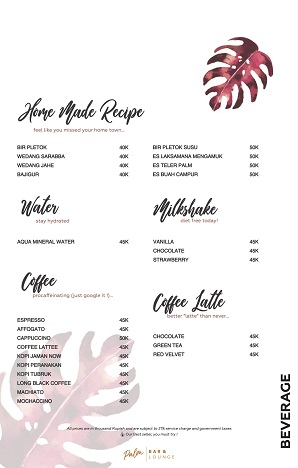 Home Made Recipe
feel like you missed your home town...
BIR PLETOK 40K
WEDANG SARABBA 40K
WEDANG JAHE 40K
BAJIGUR 40K
BIR PLETOK SUSU 50K
ES LAKSAMANA MENGAMUK 50K
ES TELER PALM 50K
ES BUAH CAMPUR 50K
Water
stay hydrated
AQUA MINERAL WATER 45K
Milkshake
diet free today!
VANILLA 45K
CHOCOLATE 45K
STRAWBERRY 45K
Coffee
procaffeinating (just google it !)...
ESPRESSO 45K
AFFOGATO 45K
CAPPUCCINO 50K
COFFEE LATTEE 45K
KOPI JAMAN NOW 45K
KOPI PERANAKAN 45K
KOPI TUBRUK 45K
LONG BLACK COFFEE 45K
MACHIATO 45K
MOCHACCINO 45K
Coffee Latte
better "latte" than never...
CHOCOLATE 45K
GREEN TEA 45K
RED VELVET 45K
BEVERAGE
All prices are in thousand Rupiah and are subject to 21% service charge and government taxes
Our Best seller, you must try !
Palm BAR & LOUNGE